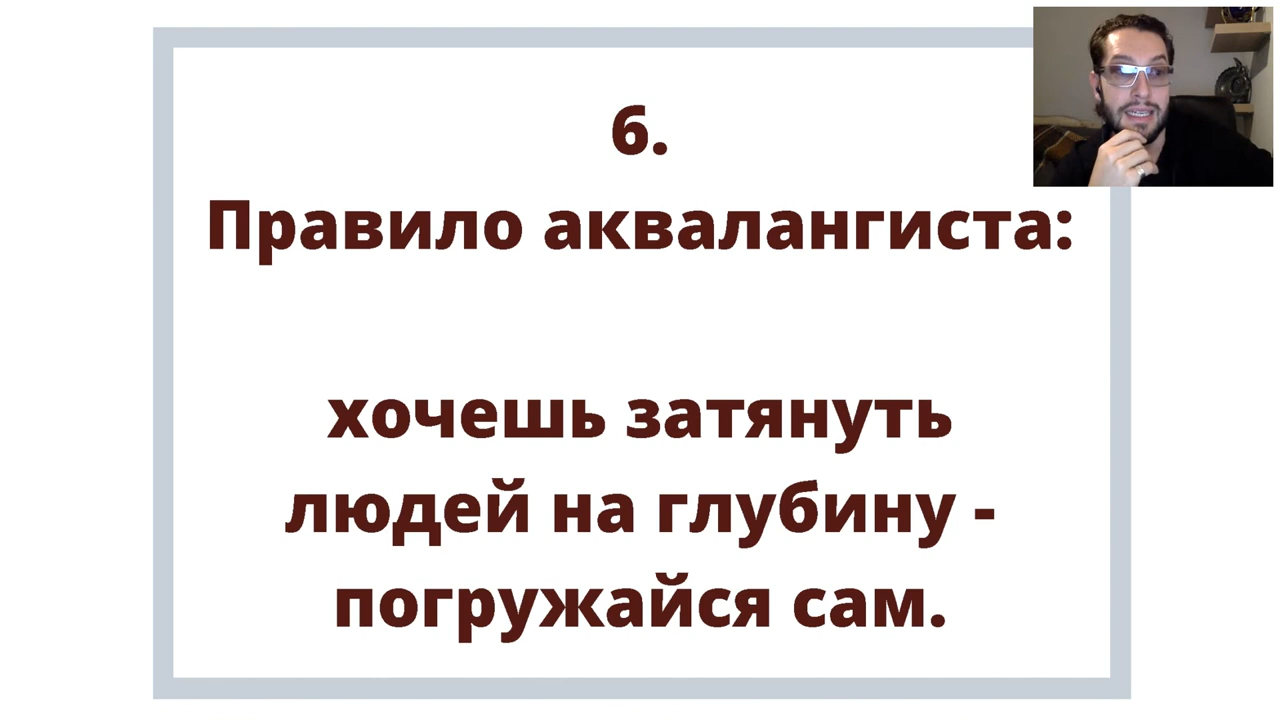 6.
Правило аквалангиста:
хочешь затянуть
людей на глубину -
погружайся сам.